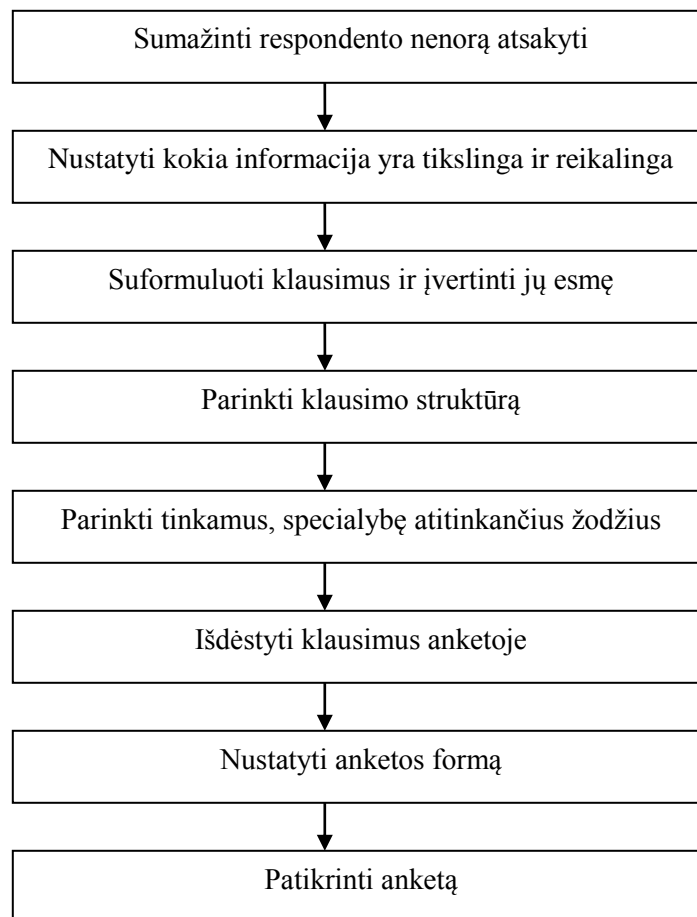 Sumažinti respondento nenorą atsakyti
Nustatyti kokia informacija yra tikslinga ir reikalinga
Suformuluoti klausimus ir įvertinti jų esmę
Parinkti klausimo struktūrą
Parinkti tinkamus, specialybę atitinkančius žodžius
Išdėstyti klausimus anketoje
Nustatyti anketos formą
Patikrinti anketą